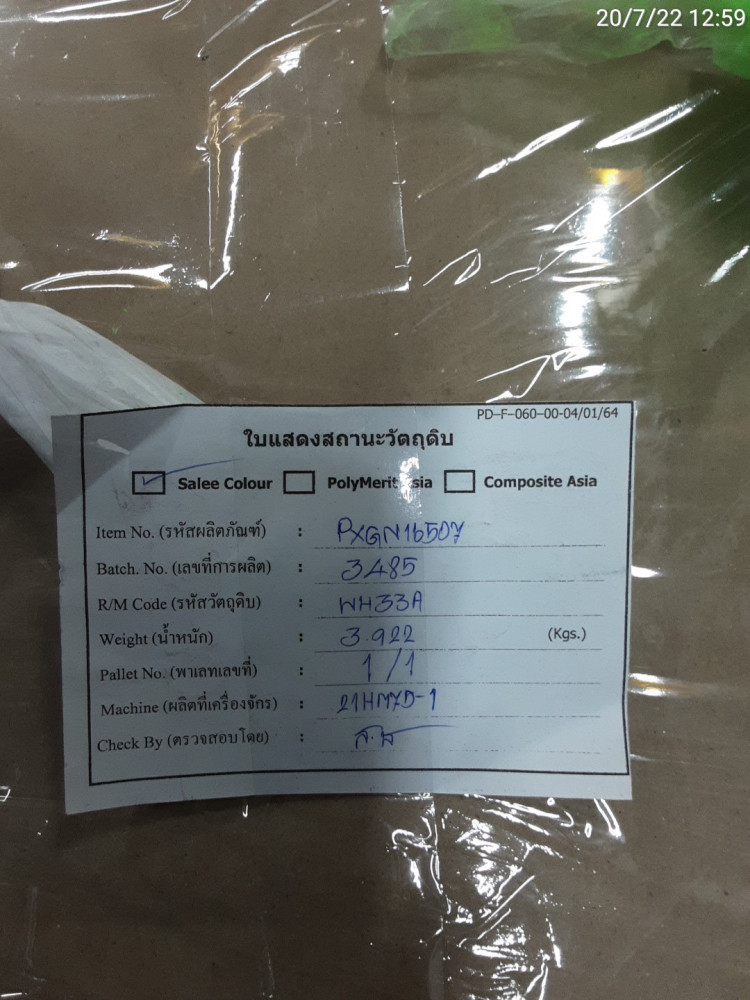 20/7/22 12:59
PD-F-060-00-04/01/64
ใบแสดงสถานะวัตถุดิบ
Salee Colour PolyMerit Asia Composite Asia
Item No. (รหัสผลิตภัณฑ์) : PXGN16507
Batch. No. (เลขที่การผลิต) : 3485
R/M Code (รหัสวัตถุดิบ) : WH33A
Weight (น้ำหนัก) : 3.922 (Kgs.)
Pallet No. (พาเลทเลขที่) : 1/1
Machine (ผลิตที่เครื่องจักร) : 21HM7D-1
Check By (ตรวจสอบโดย) :